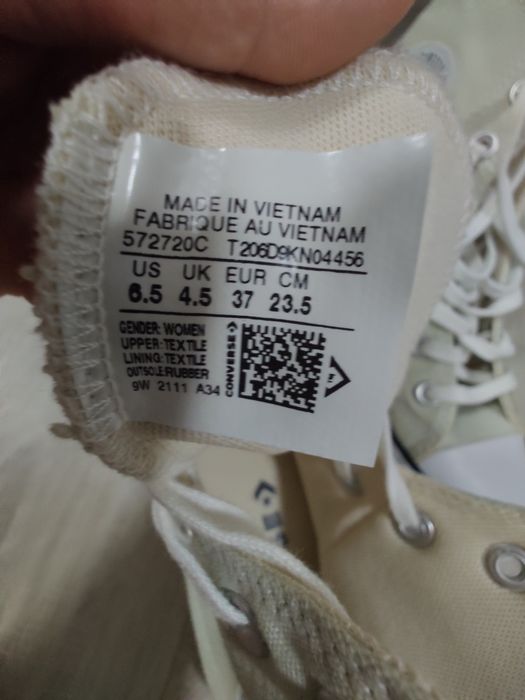 MADE IN VIETNAM
FABRIQUE AU VIETNAM
572720C T206D9KN04456
US UK EUR CM
6.5 4.5 37 23.5
GENDER: WOMEN
UPPER: TEXTILE
LINING: TEXTILE
OUTSOLE:RUBBER
9W 2111 A34
CONVERSE